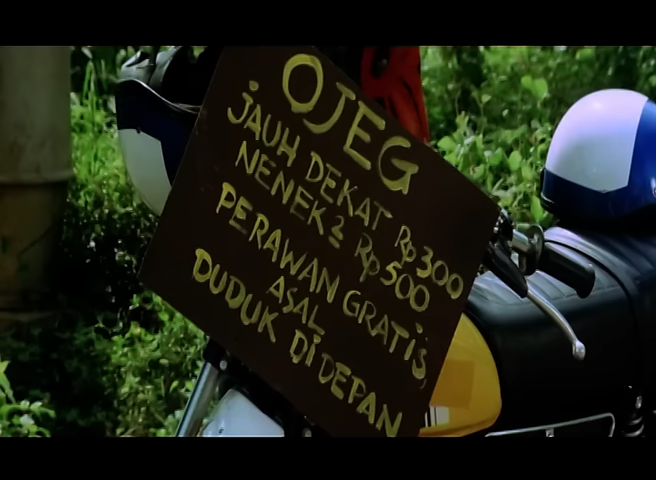 OJEG
JAUH DEKAT Rp 300
NENEK2 Rp 500
PERAWAN GRATIS,
ASAL
DUDUK DI DEPAN